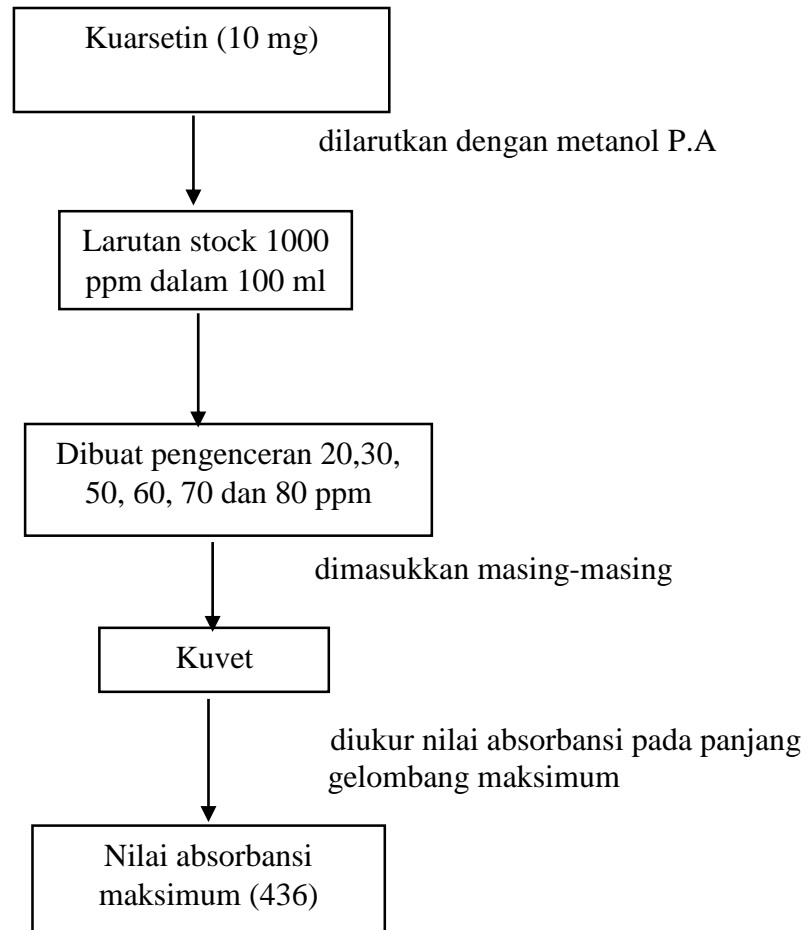 Kuarsetin (10 mg)
dilarutkan dengan metanol P.A
Larutan stock 1000
ppm dalam 100 ml
Dibuat pengenceran 20,30,
50, 60, 70 dan 80 ppm
dimasukkan masing-masing
Kuvet
diukur nilai absorbansi pada panjang
gelombang maksimum
Nilai absorbansi
maksimum (436)